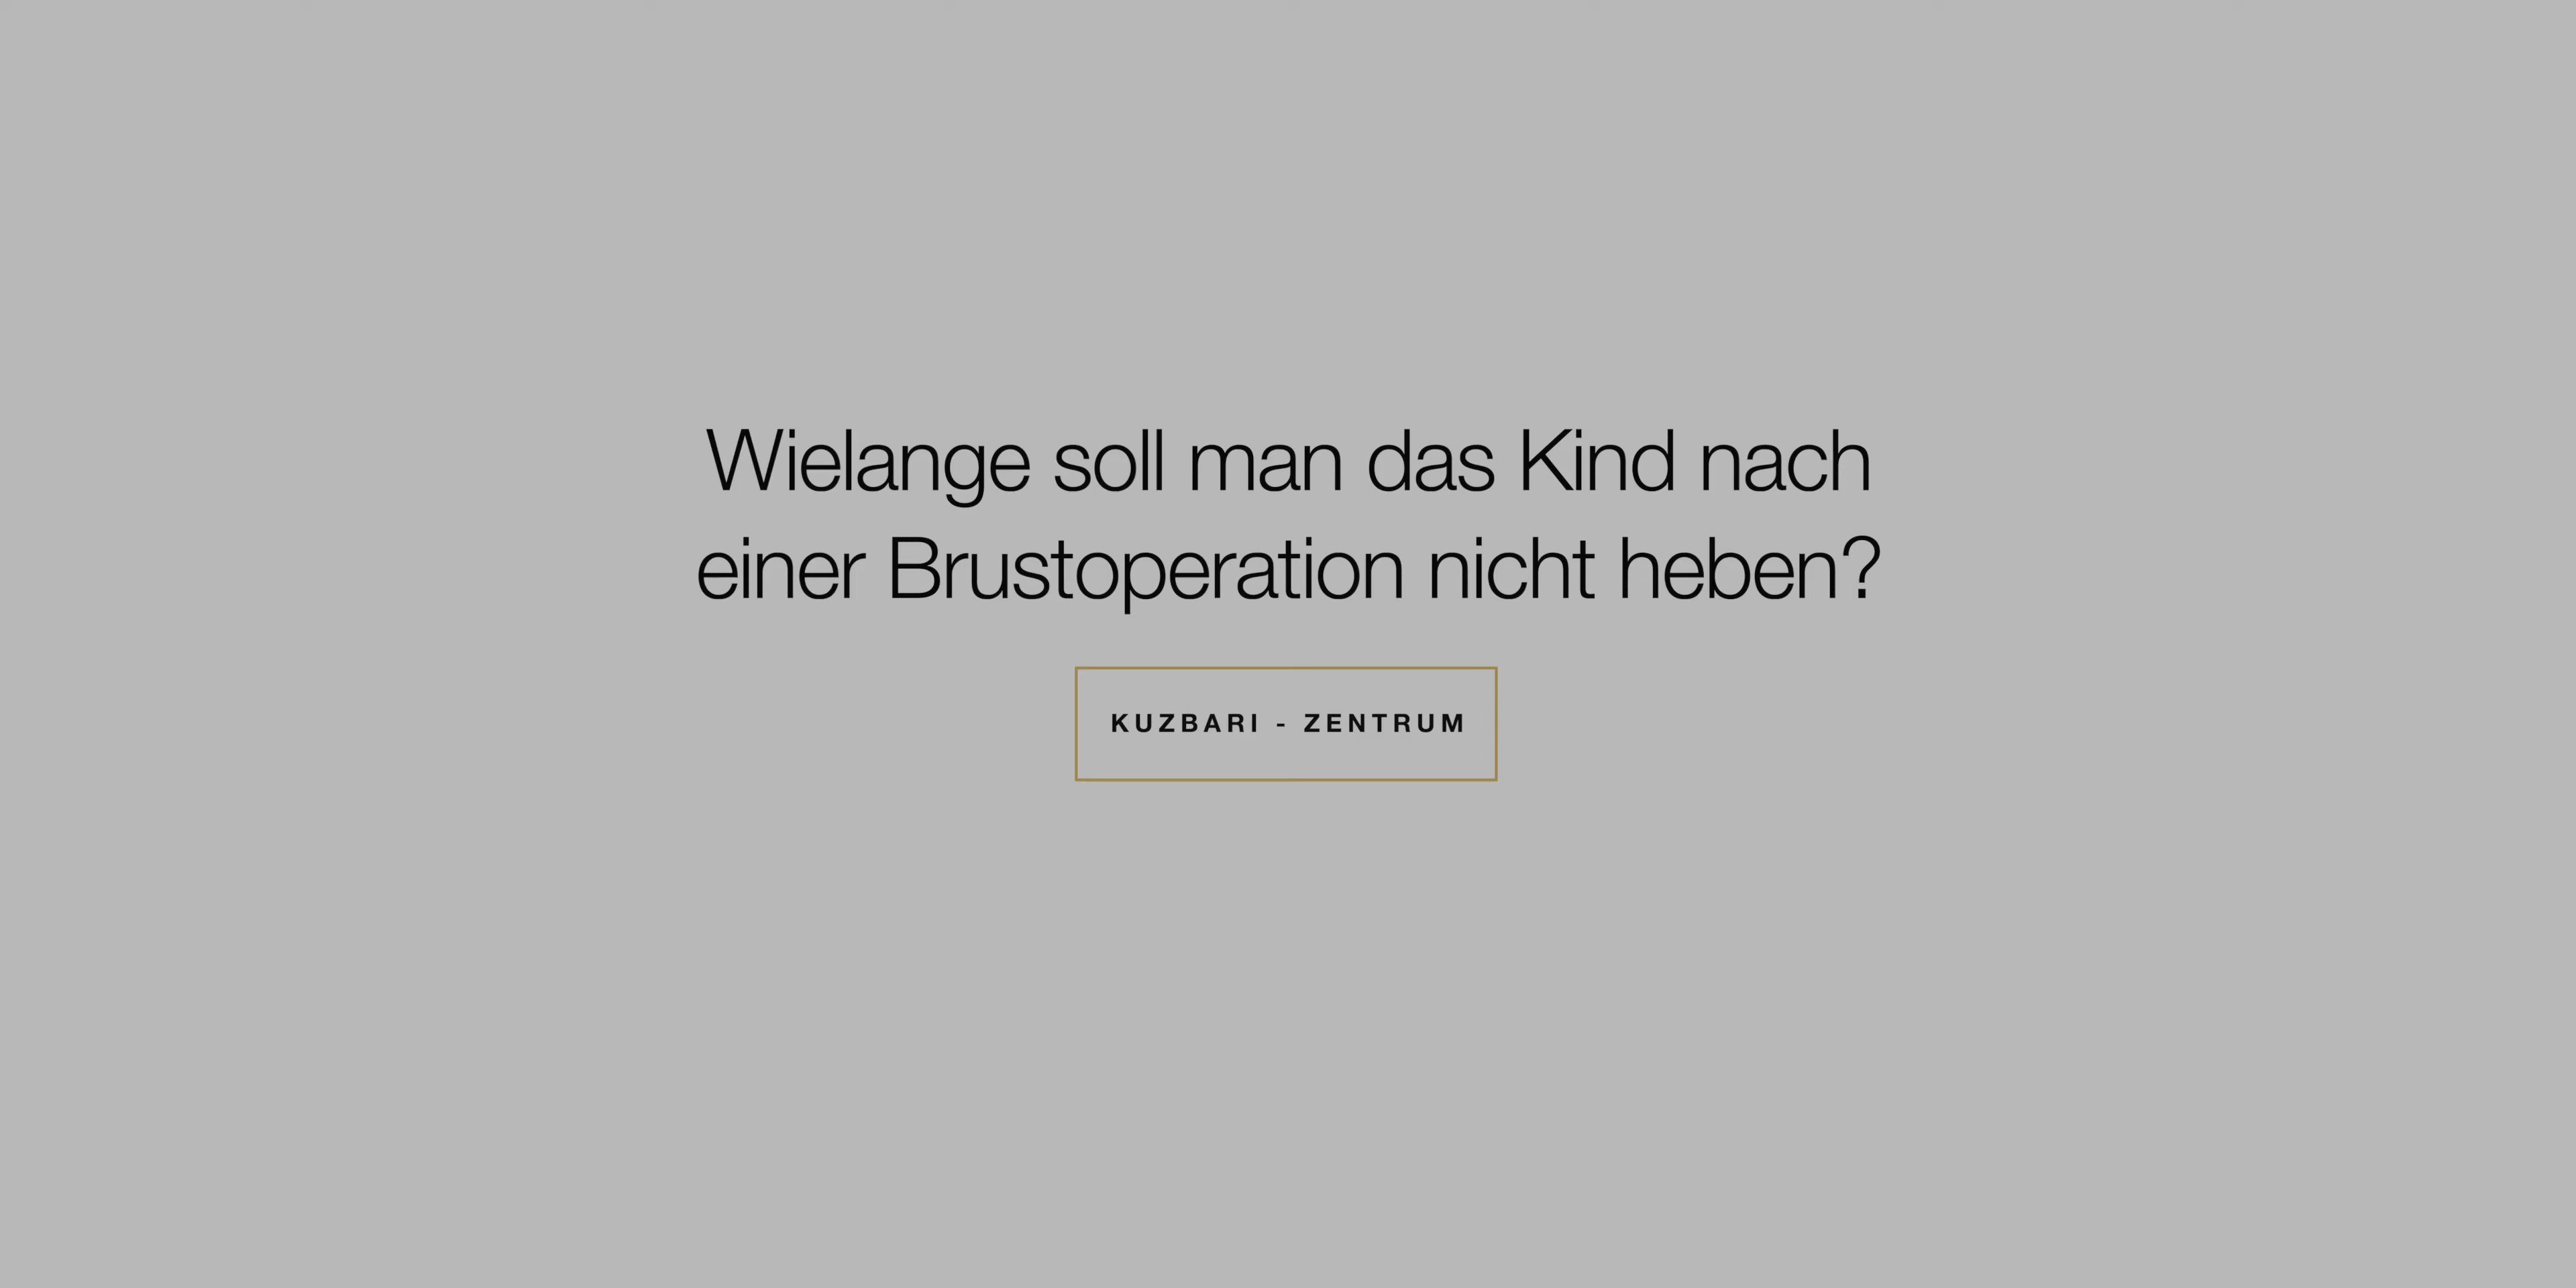 Wielange soll man das Kind nach
einer Brustoperation nicht heben?
KUZBARI - ZENTRUM